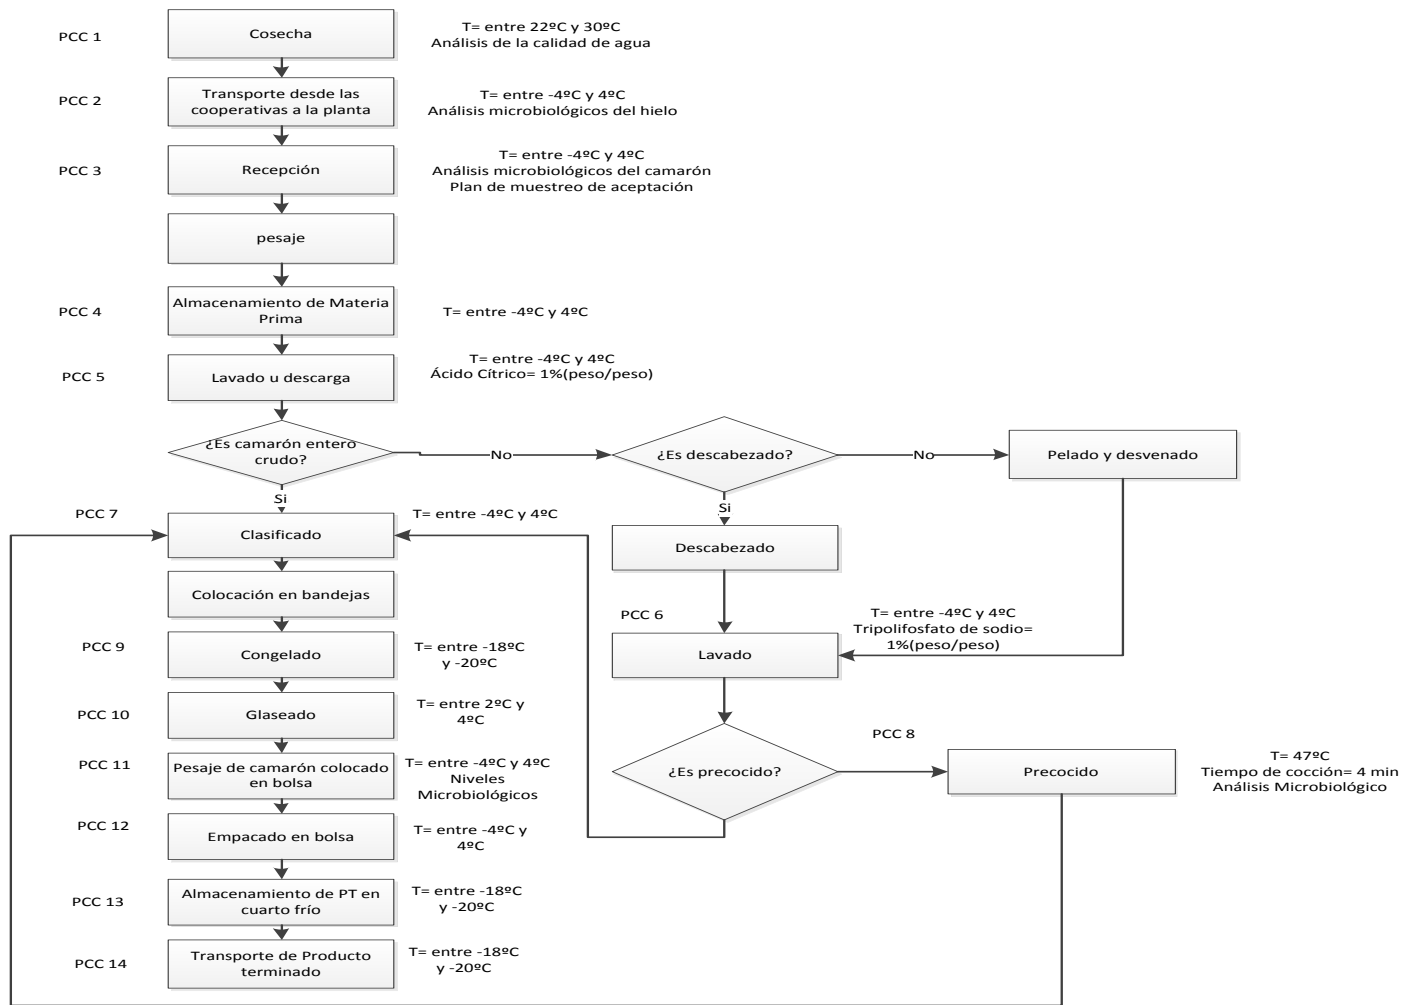 PCC 1
Cosecha
T= entre 22ºC y 30ºC
Análisis de la calidad de agua
PCC 2
Transporte desde las
cooperativas a la planta
T= entre -4ºC y 4ºC
Análisis microbiológicos del hielo
PCC 3
Recepción
T= entre -4ºC y 4ºC
Análisis microbiológicos del camarón
Plan de muestreo de aceptación
pesaje
PCC 4
Almacenamiento de Materia
Prima
T= entre -4ºC y 4ºC
PCC 5
Lavado u descarga
T= entre -4ºC y 4ºC
Ácido Cítrico= 1%(peso/peso)
¿Es camarón entero
crudo?
No
¿Es descabezado?
No
Pelado y desvenado
Si
Si
PCC 7
Clasificado
T= entre -4ºC y 4ºC
Descabezado
Colocación en bandejas
PCC 6
Lavado
T= entre -4ºC y 4ºC
Tripolifosfato de sodio=
1%(peso/peso)
PCC 9
Congelado
T= entre -18ºC
y -20ºC
PCC 10
Glaseado
T= entre 2ºC y
4ºC
PCC 8
¿Es precocido?
Precocido
T= 47ºC
Tiempo de cocción= 4 min
Análisis Microbiológico
PCC 11
Pesaje de camarón colocado
en bolsa
T= entre -4ºC y 4ºC
Niveles
Microbiológicos
PCC 12
Empacado en bolsa
T= entre -4ºC y
4ºC
PCC 13
Almacenamiento de PT en
cuarto frío
T= entre -18ºC
y -20ºC
PCC 14
Transporte de Producto
terminado
T= entre -18ºC
y -20ºC